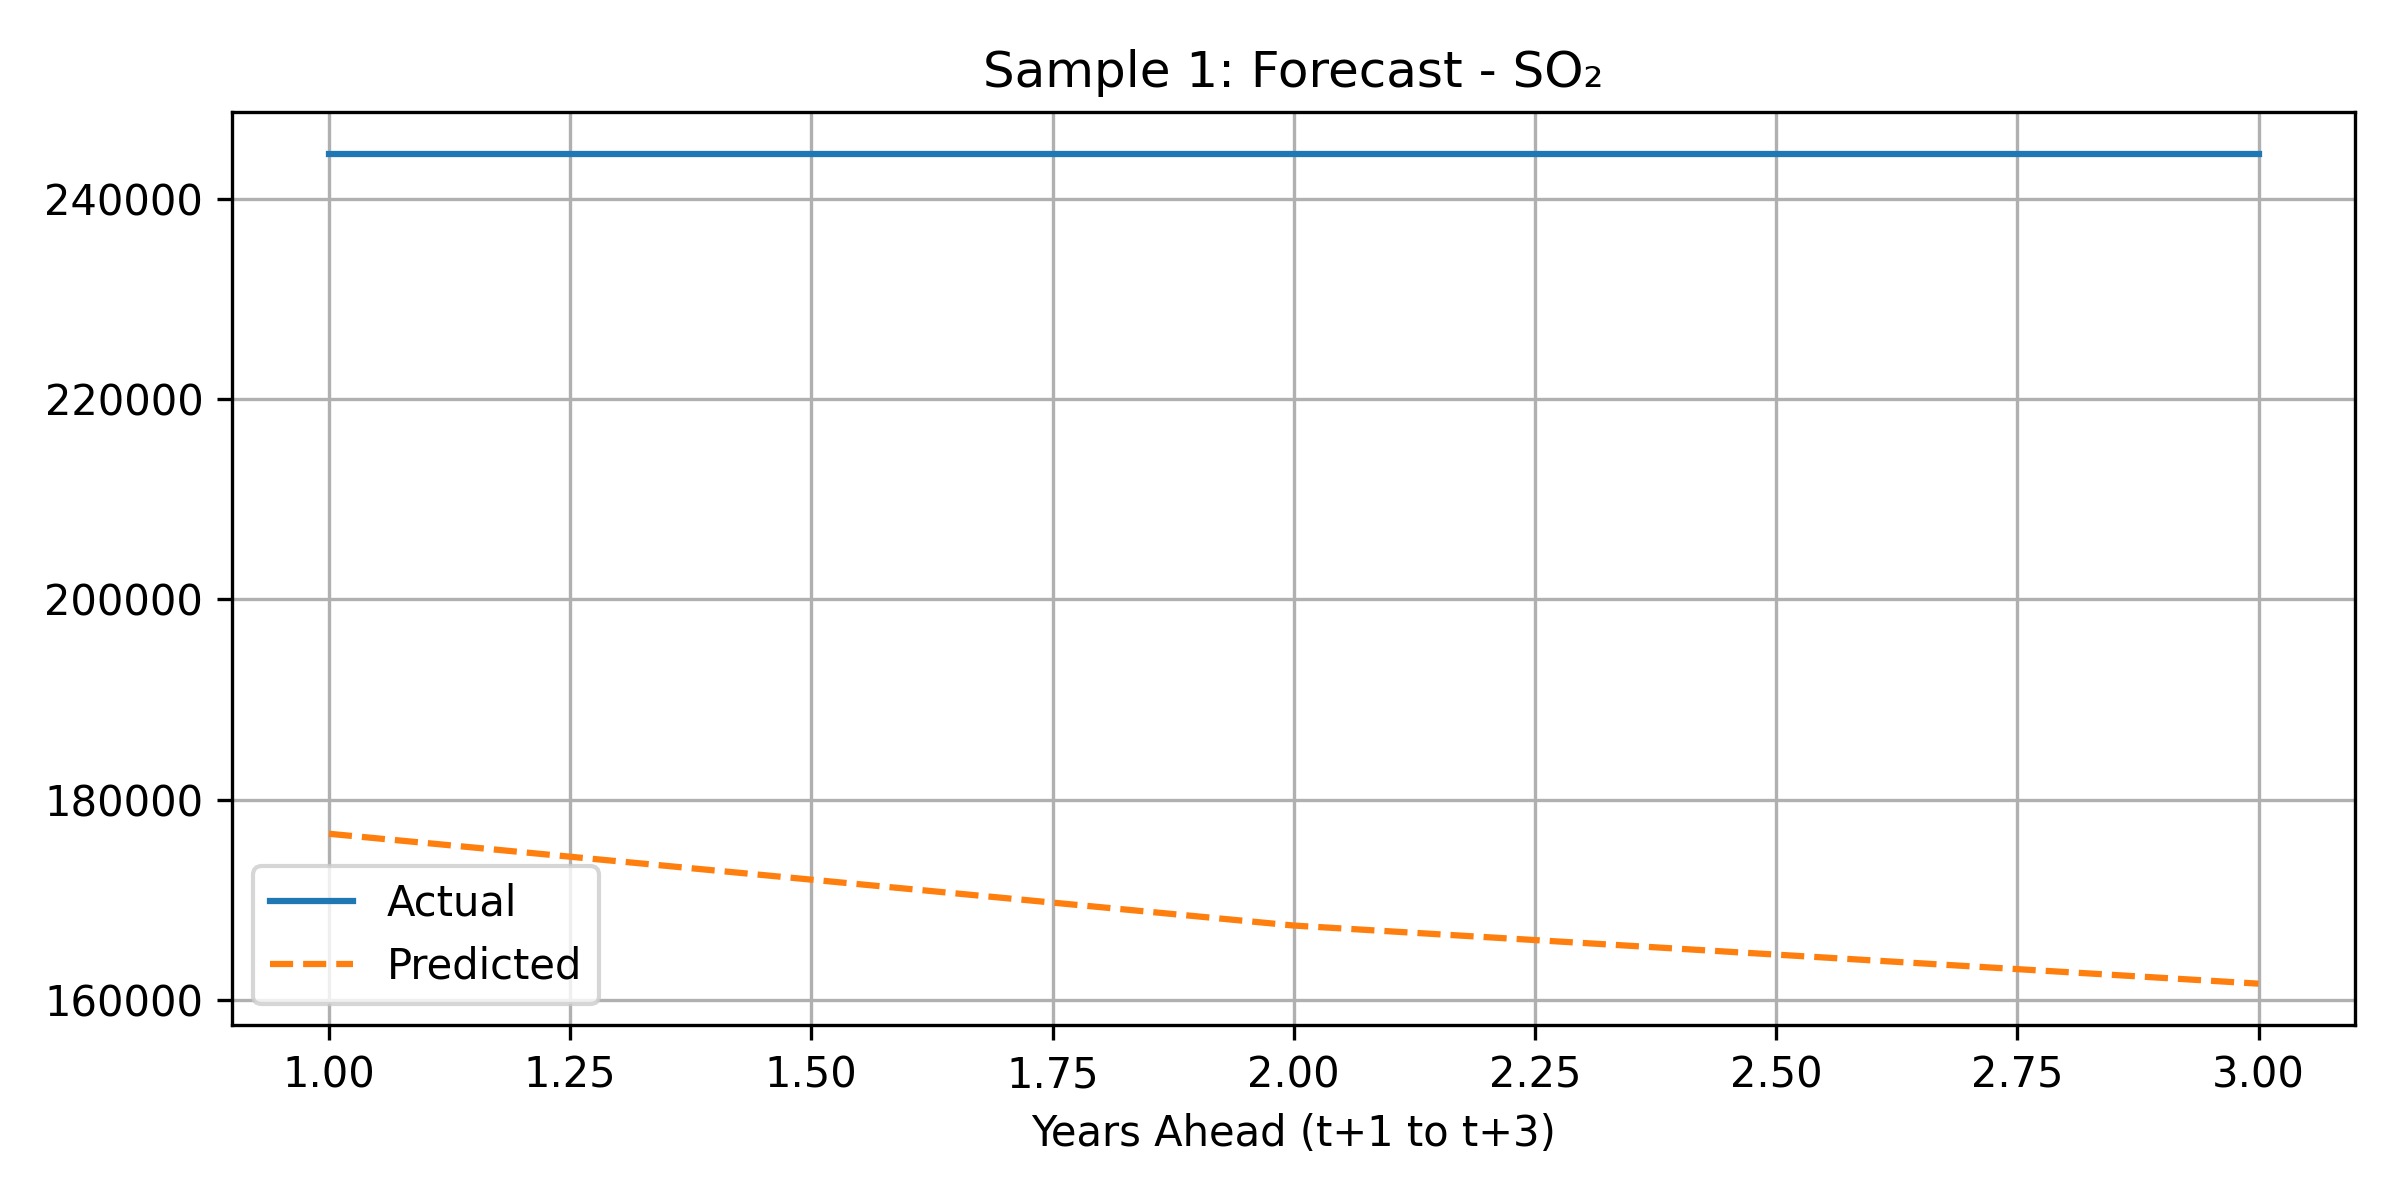 Sample 1: Forecast - SO₂
240000
220000
200000
180000
160000
Actual
Predicted
1.00 1.25 1.50 1.75 2.00 2.25 2.50 2.75 3.00
Years Ahead (t+1 to t+3)